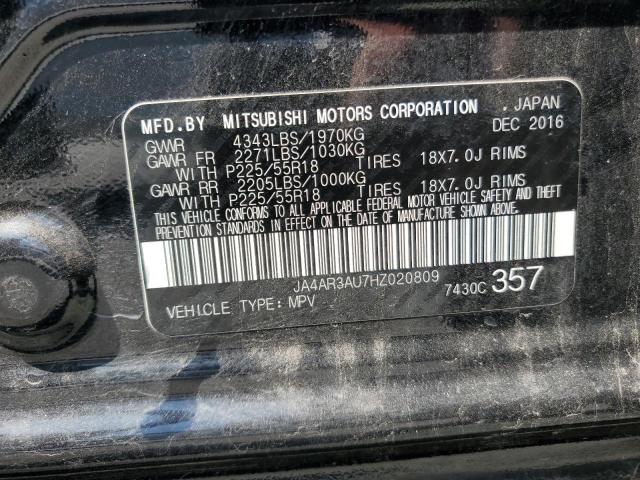 MFD.BY MITSUBISHI MOTORS CORPORATION . JAPAN
GVWR 4343LBS/1970KG DEC 2016
GAWR FR 2271LBS/1030KG
WITH P225/55R18 TIRES 18X7.0J RIMS
GAWR RR 2205LBS/1000KG
WITH P225/55R18 TIRES 18X7.0J RIMS
THIS VEHICLE CONFORMS TO ALL APPLICABLE FEDERAL MOTOR VEHICLE SAFETY AND THEFT
PREVENTION STANDARDS IN EFFECT ON THE DATE OF MANUFACTURE SHOWN ABOVE.
JA4AR3AU7HZ020809 7430C 357
VEHICLE TYPE: MPV